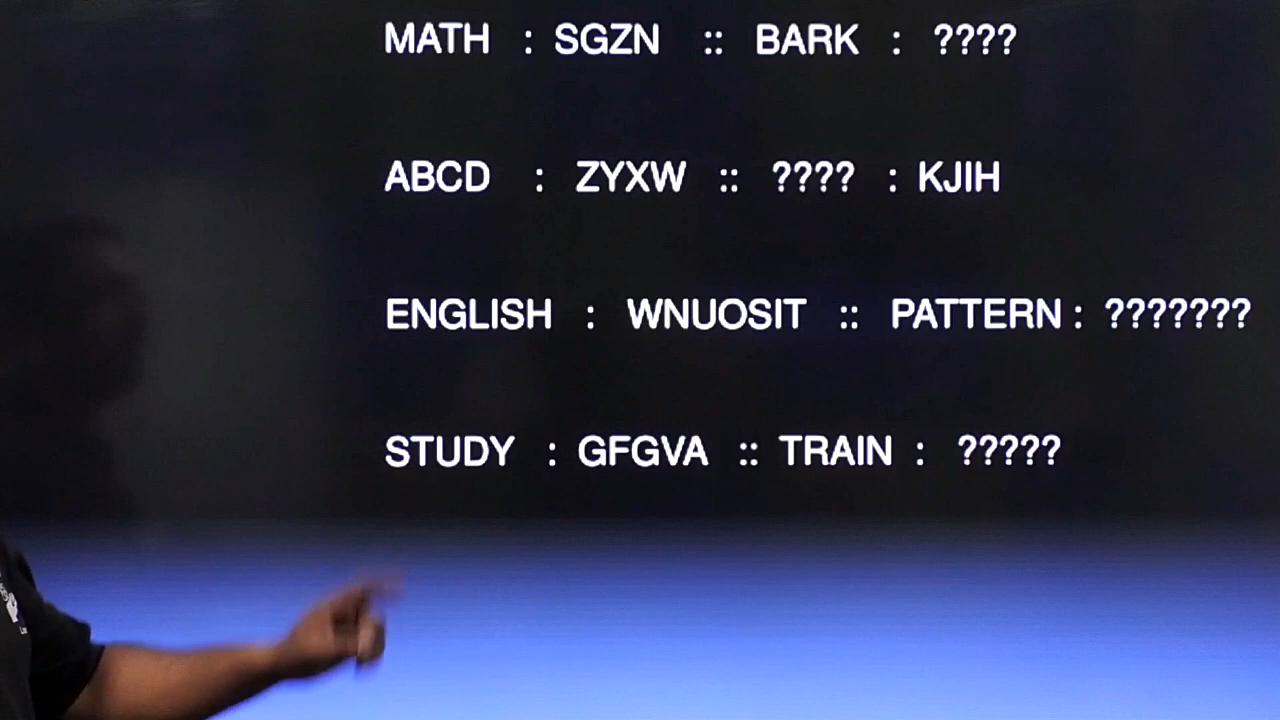 MATH : SGZN :: BARK : ????
ABCD : ZYXW :: ???? : KJIH
ENGLISH : WNUOSIT :: PATTERN : ???????
STUDY : GFGVA :: TRAIN : ?????